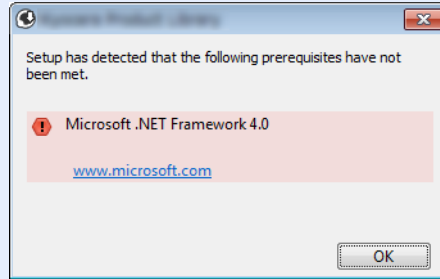 Setup has detected that the following prerequisites have not
been met.
Microsoft .NET Framework 4.0
www.microsoft.com
OK